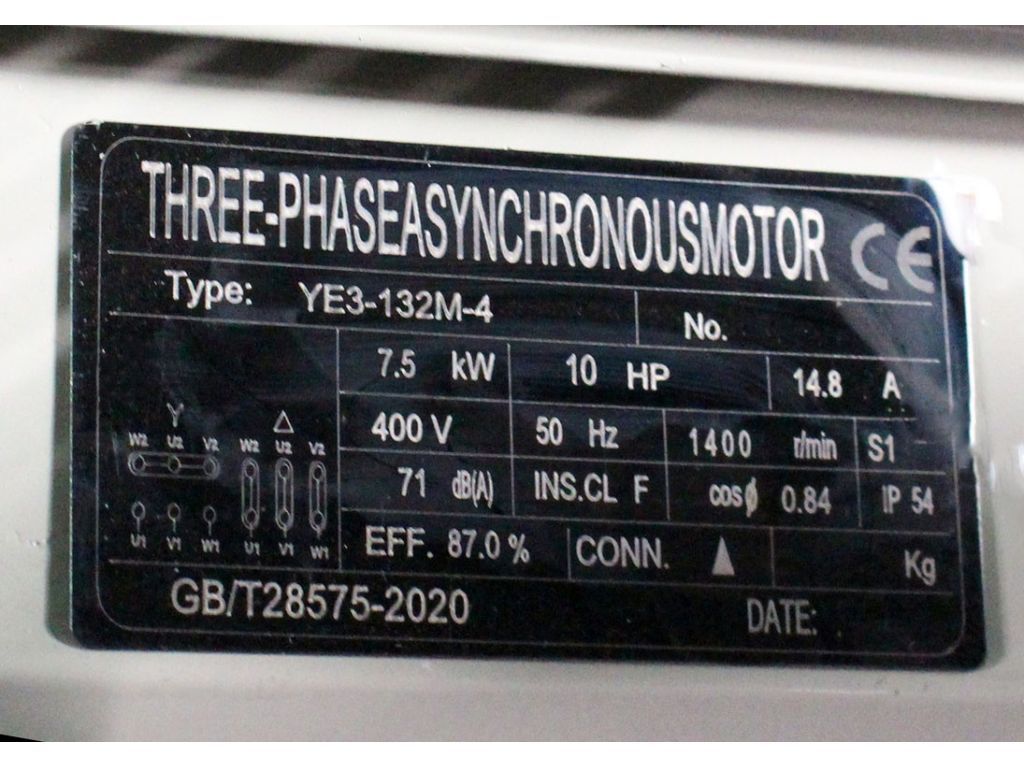 THREE-PHASEASYNCHRONOUSMOTOR CE
Type: YE3-132M-4 No.
7.5 kW 10 HP 14.8 A
400 V 50 Hz 1400 r/min S1
71 dB(A) INS.CL F cosϕ 0.84 IP 54
EFF. 87.0 % CONN. ▲ Kg
Y △
W2 U2 V2 W2 U2 V2
U1 V1 W1 U1 V1 W1
GB/T28575-2020 DATE: